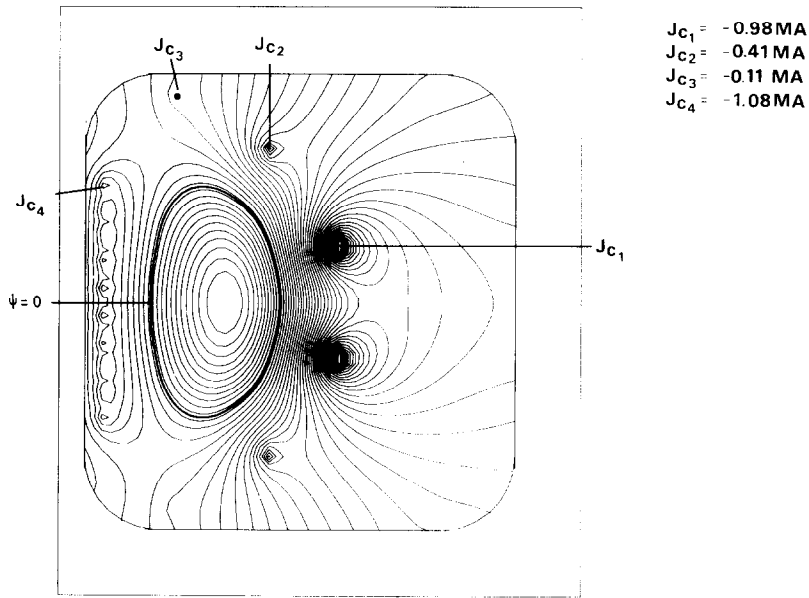 Jc₃
Jc₂
Jc₁= -0.98MA
Jc₂= -0.41MA
Jc₃= -0.11 MA
Jc₄= -1.08MA
Jc₄
Jc₁
ψ=0